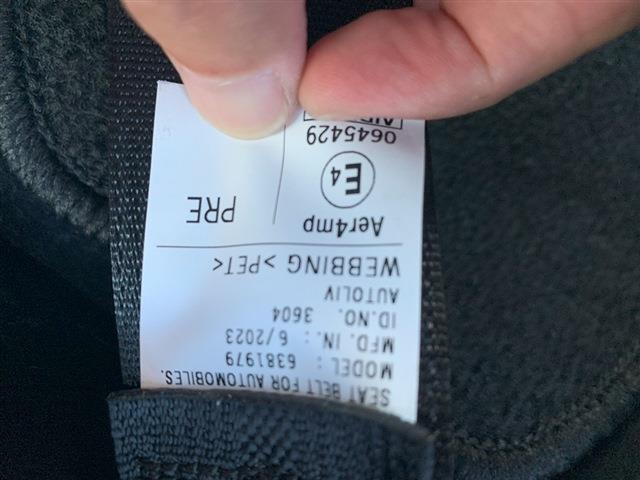 SEAT BELT FOR AUTOMOBILES.
MODEL : 6381979
MFD. IN.: 6/2023
ID.NO. 3604
AUTOLIV
WEBBING >PET<
Aer4mp
PRE
E4
0645429